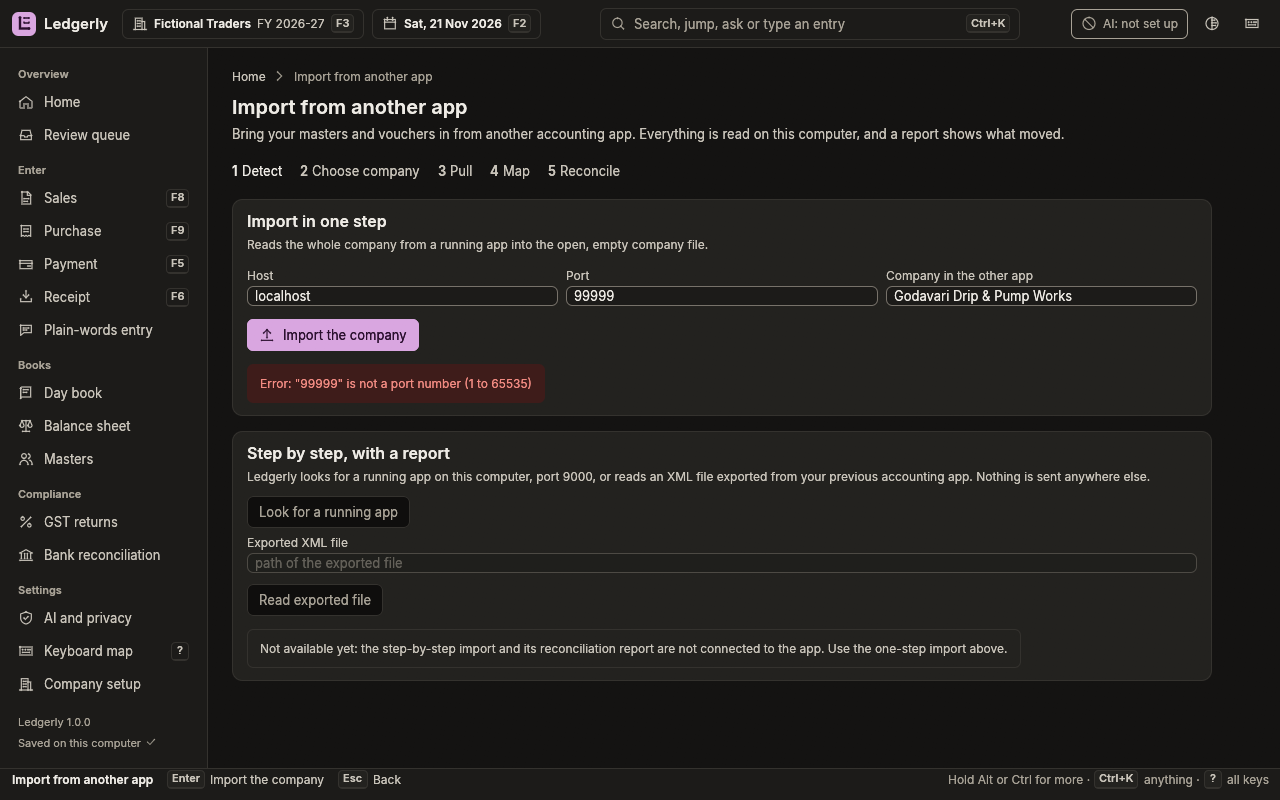 Ledgerly
Fictional Traders FY 2026-27 F3
Sat, 21 Nov 2026 F2
Search, jump, ask or type an entry Ctrl+K
AI: not set up
Overview
Home
Review queue
Enter
Sales F8
Purchase F9
Payment F5
Receipt F6
Plain-words entry
Books
Day book
Balance sheet
Masters
Compliance
GST returns
Bank reconciliation
Settings
AI and privacy
Keyboard map ?
Company setup
Ledgerly 1.0.0
Saved on this computer
Home Import from another app
Import from another app
Bring your masters and vouchers in from another accounting app. Everything is read on this computer, and a report shows what moved.
1 Detect 2 Choose company 3 Pull 4 Map 5 Reconcile
Import in one step
Reads the whole company from a running app into the open, empty company file.
Host Port Company in the other app
localhost 99999 Godavari Drip & Pump Works
Import the company
Error: "99999" is not a port number (1 to 65535)
Step by step, with a report
Ledgerly looks for a running app on this computer, port 9000, or reads an XML file exported from your previous accounting app. Nothing is sent anywhere else.
Look for a running app
Exported XML file
path of the exported file
Read exported file
Not available yet: the step-by-step import and its reconciliation report are not connected to the app. Use the one-step import above.
Import from another app Enter Import the company Esc Back
Hold Alt or Ctrl for more · Ctrl+K anything · ? all keys